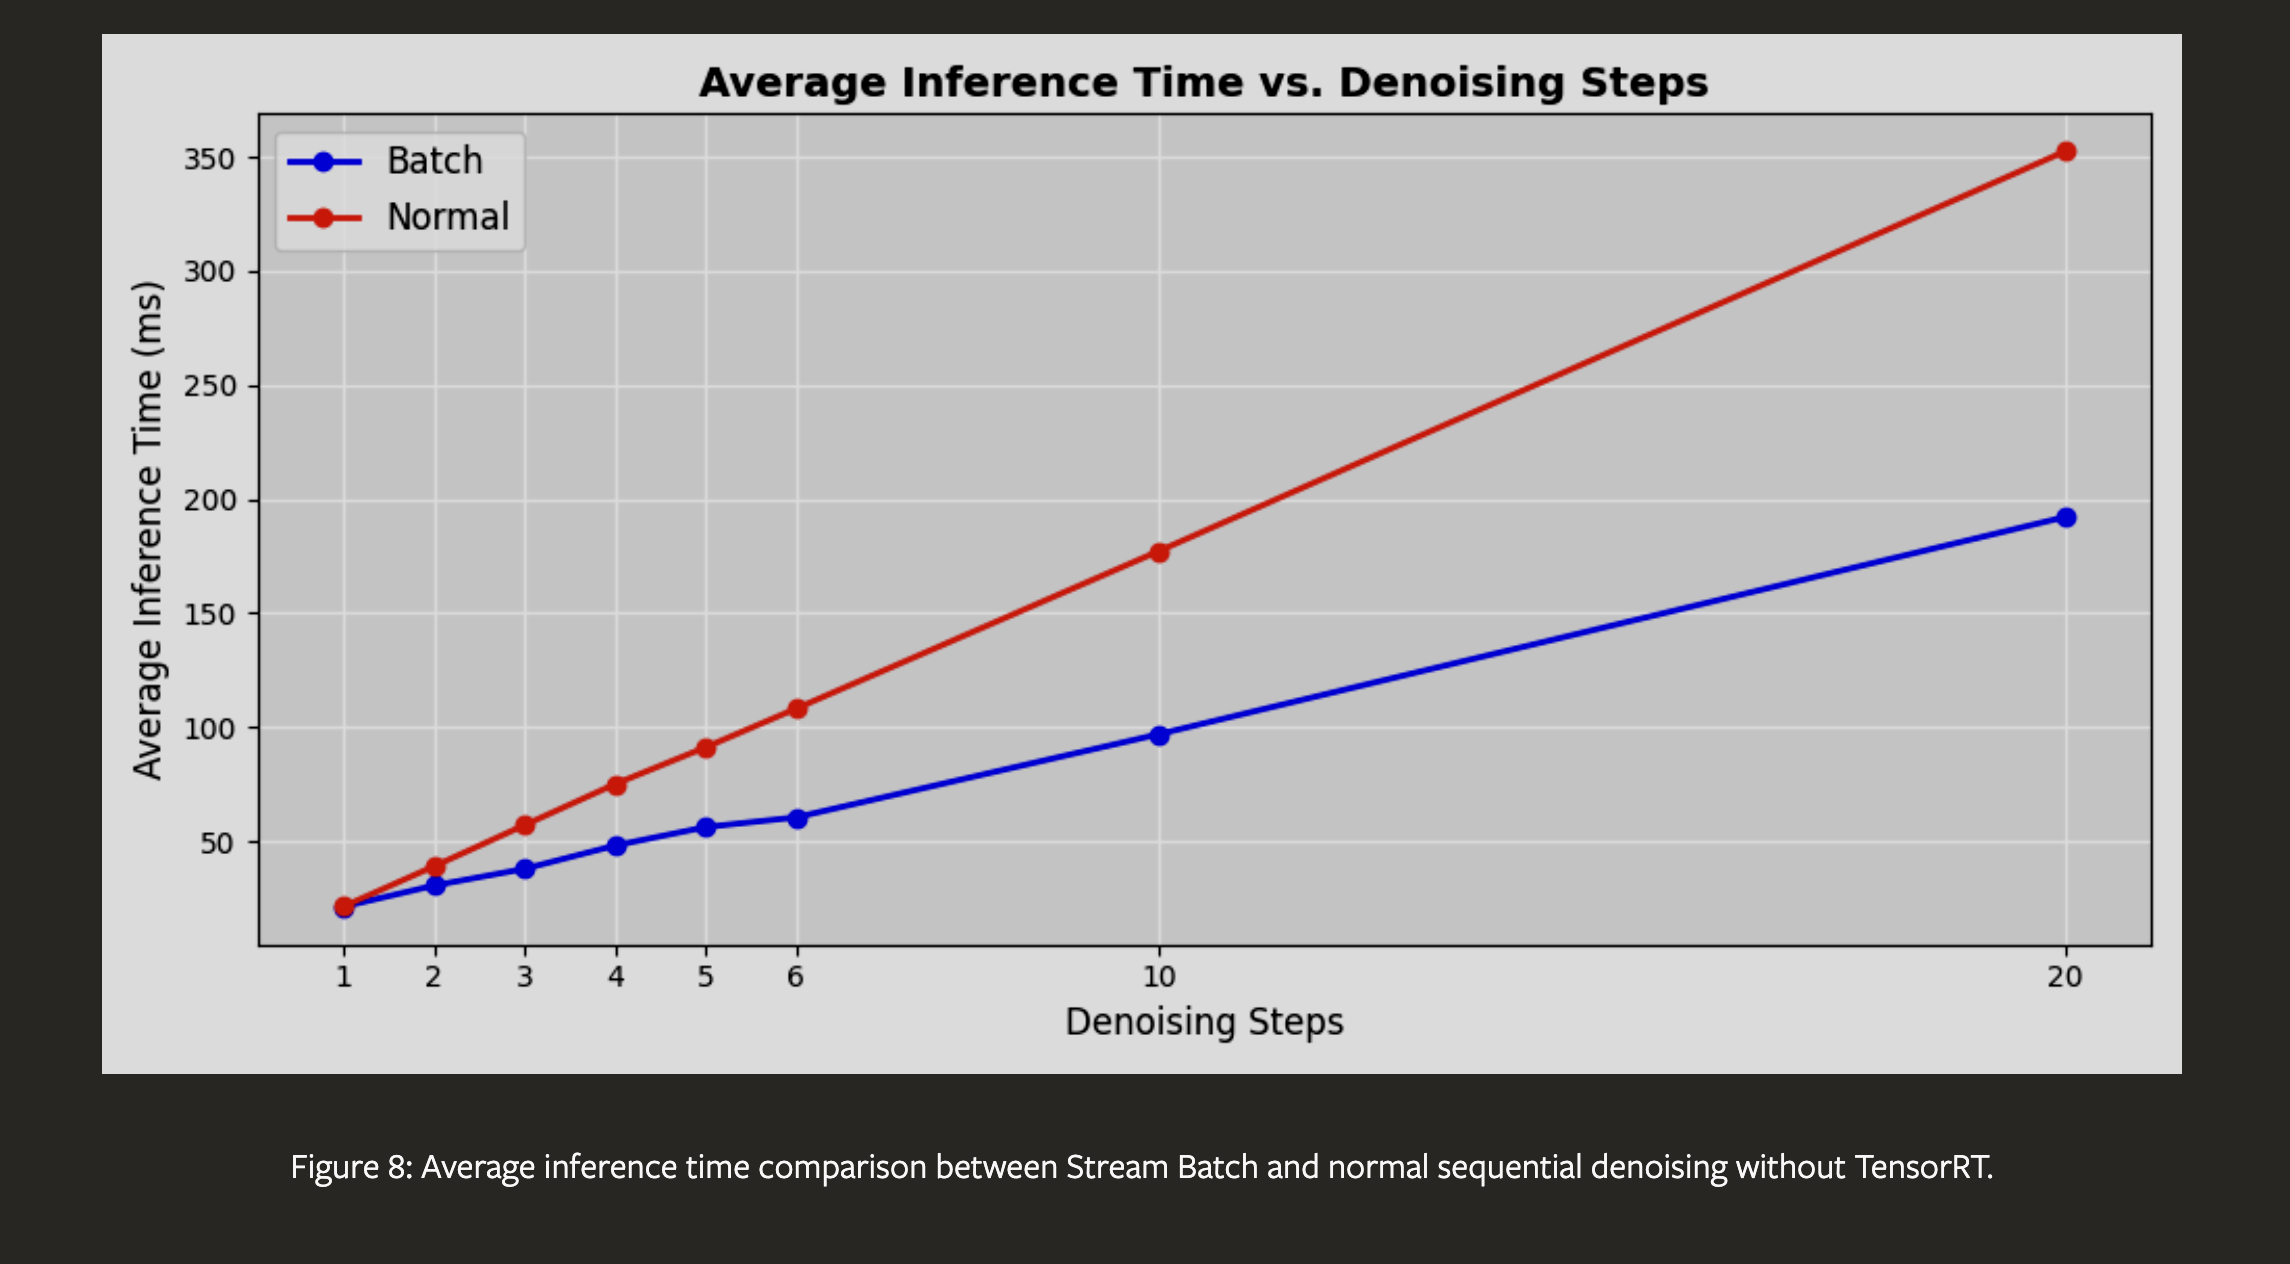 Average Inference Time vs. Denoising Steps
Batch
Normal
Average Inference Time (ms)
350
300
250
200
150
100
50
1 2 3 4 5 6 10 20
Denoising Steps
Figure 8: Average inference time comparison between Stream Batch and normal sequential denoising without TensorRT.